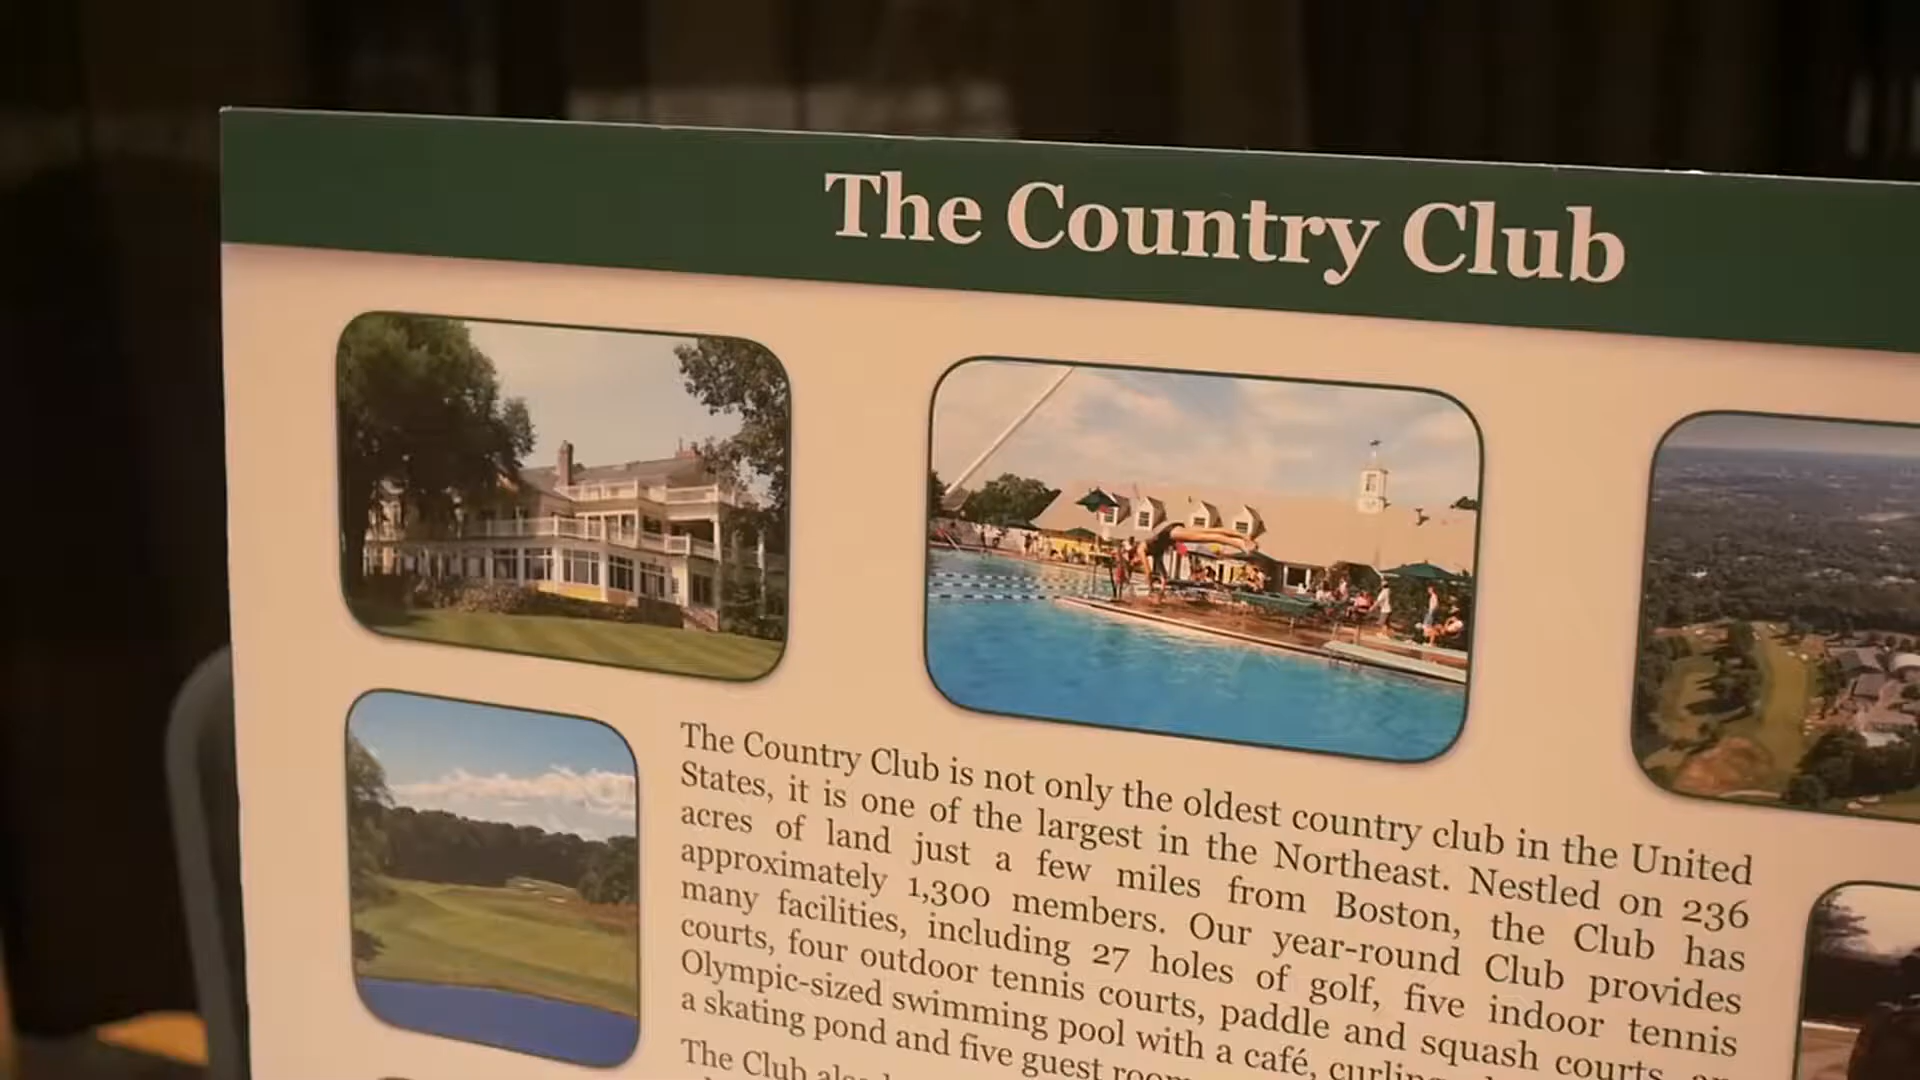 The Country Club
The Country Club is not only the oldest country club in the United
States, it is one of the largest in the Northeast. Nestled on 236
acres of land just a few miles from Boston, the Club has
approximately 1,300 members. Our year-round Club provides
many facilities, including 27 holes of golf, five indoor tennis
courts, four outdoor tennis courts, paddle and squash courts, an
Olympic-sized swimming pool with a café, curling
a skating pond and five guest
The Club